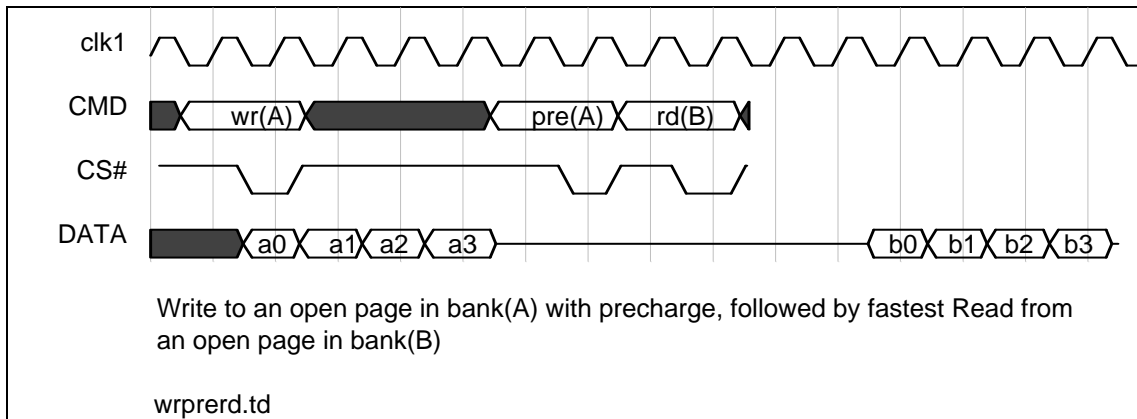 clk1
CMD wr(A) pre(A) rd(B)
CS#
DATA a0 a1 a2 a3 b0 b1 b2 b3
Write to an open page in bank(A) with precharge, followed by fastest Read from
an open page in bank(B)
wrprerd.td